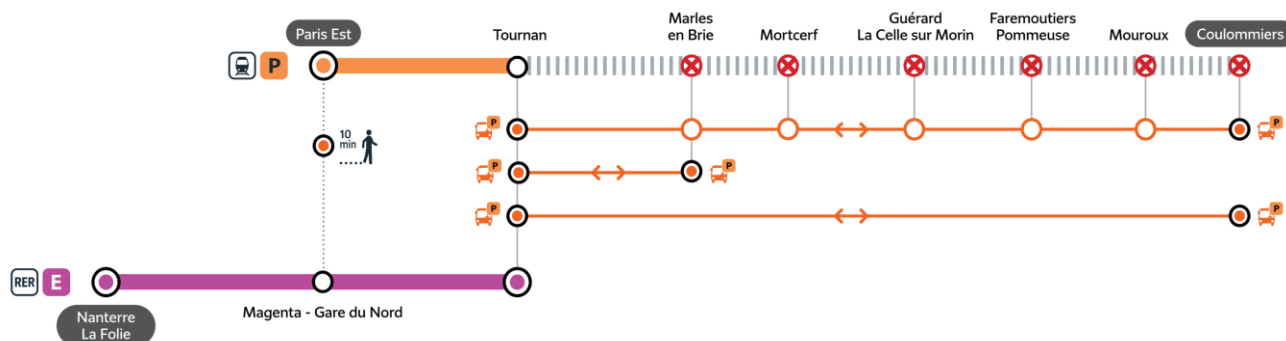 Paris Est
Tournan
Marles
en Brie
Mortcerf
Guérard
La Celle sur Morin
Faremoutiers
Pommeuse
Mouroux
Coulommiers
P
10
min
P
P
P
P
P
P
RER E
Magenta - Gare du Nord
Nanterre
La Folie